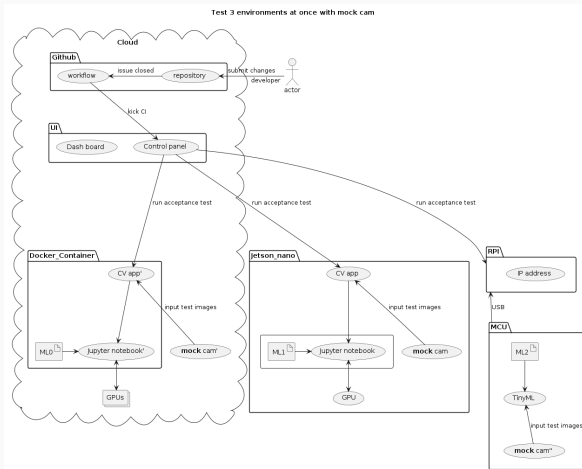 Test 3 environments at once with mock cam
Cloud
Github
workflow
issue closed
repository
submit changes
developer
actor
kick CI
UI
Dash board
Control panel
run acceptance test
run acceptance test
run acceptance test
Docker_Container
CV app'
input test images
ML0
Jupyter notebook'
mock cam'
GPUs
Jetson_nano
CV app
input test images
ML1
Jupyter notebook
mock cam
GPU
RPI
IP address
USB
MCU
ML2
TinyML
input test images
mock cam"